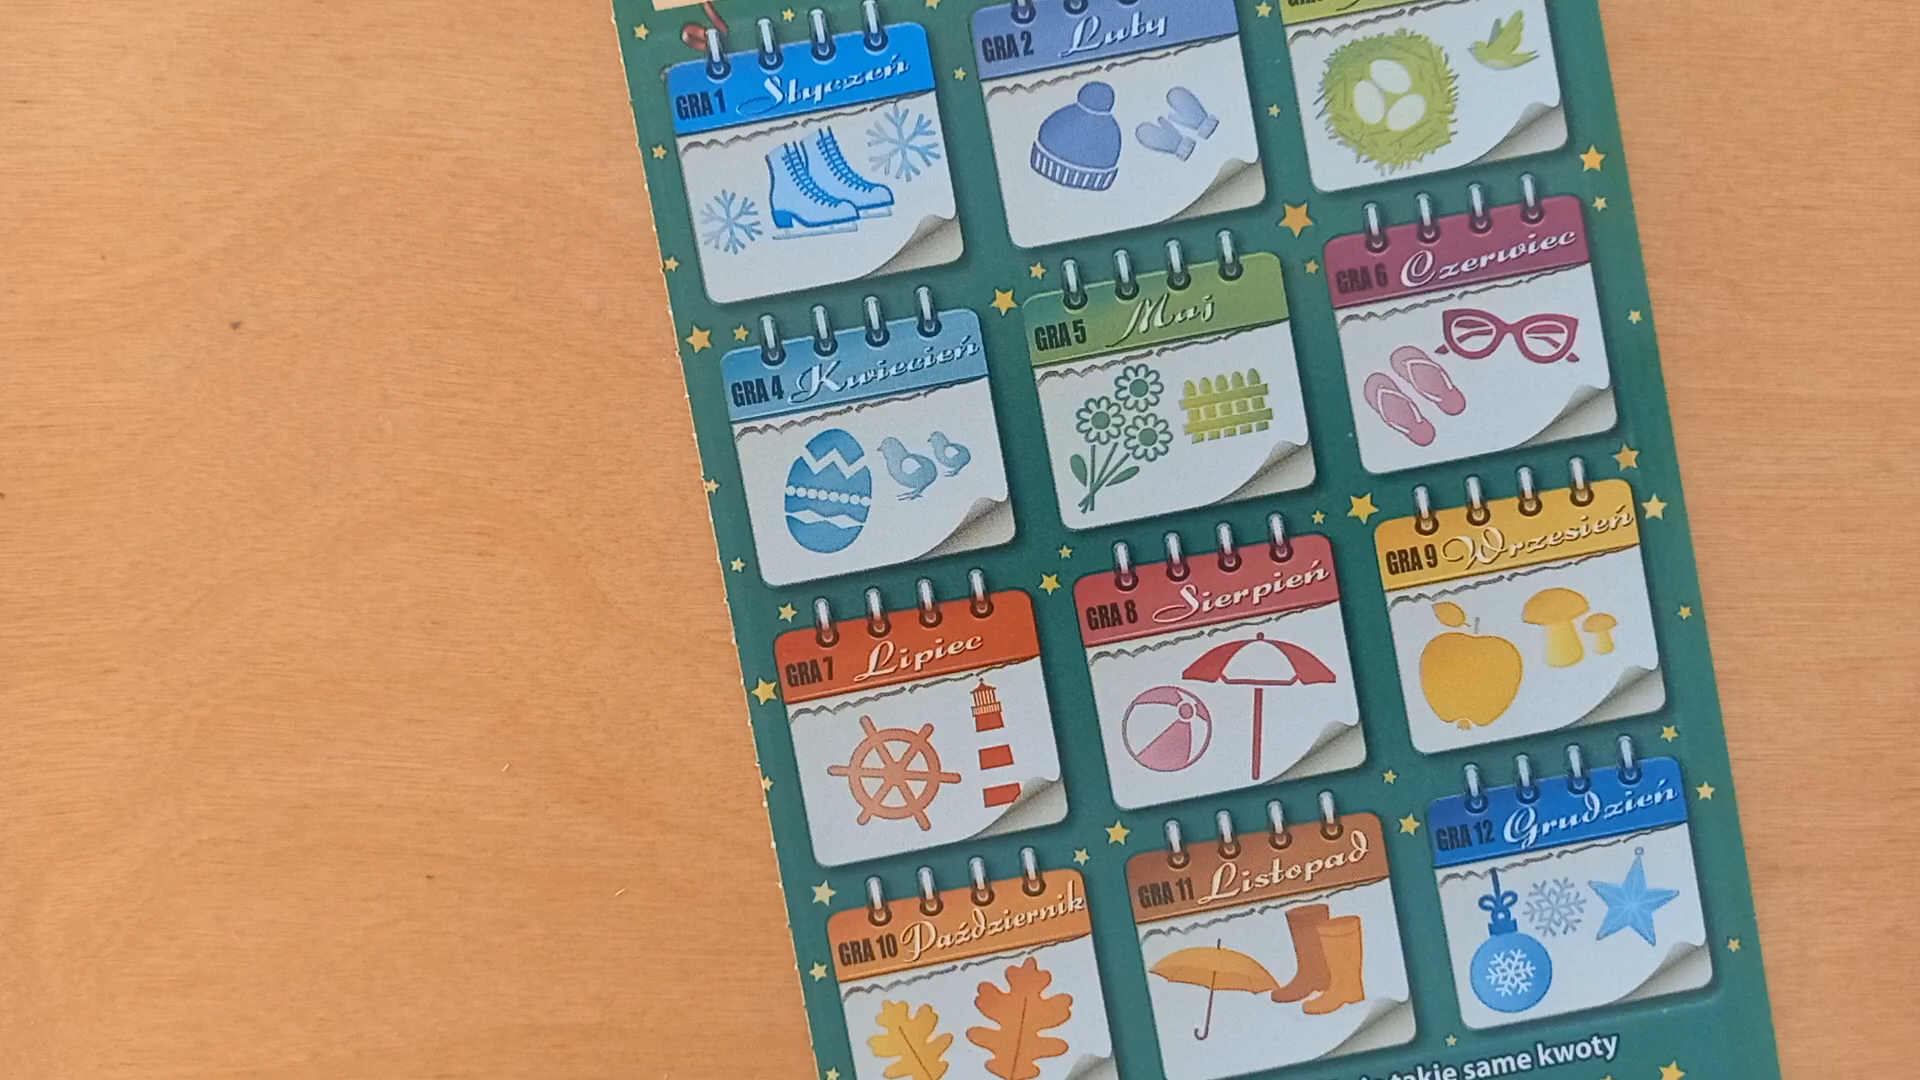 GRA 1 Styczeń
GRA 2 Luty
GRA 4 Kwiecień
GRA 5 Maj
GRA 6 Czerwiec
GRA 7 Lipiec
GRA 8 Sierpień
GRA 9 Wrzesień
GRA 10 Październik
GRA 11 Listopad
GRA 12 Grudzień
takie same kwoty